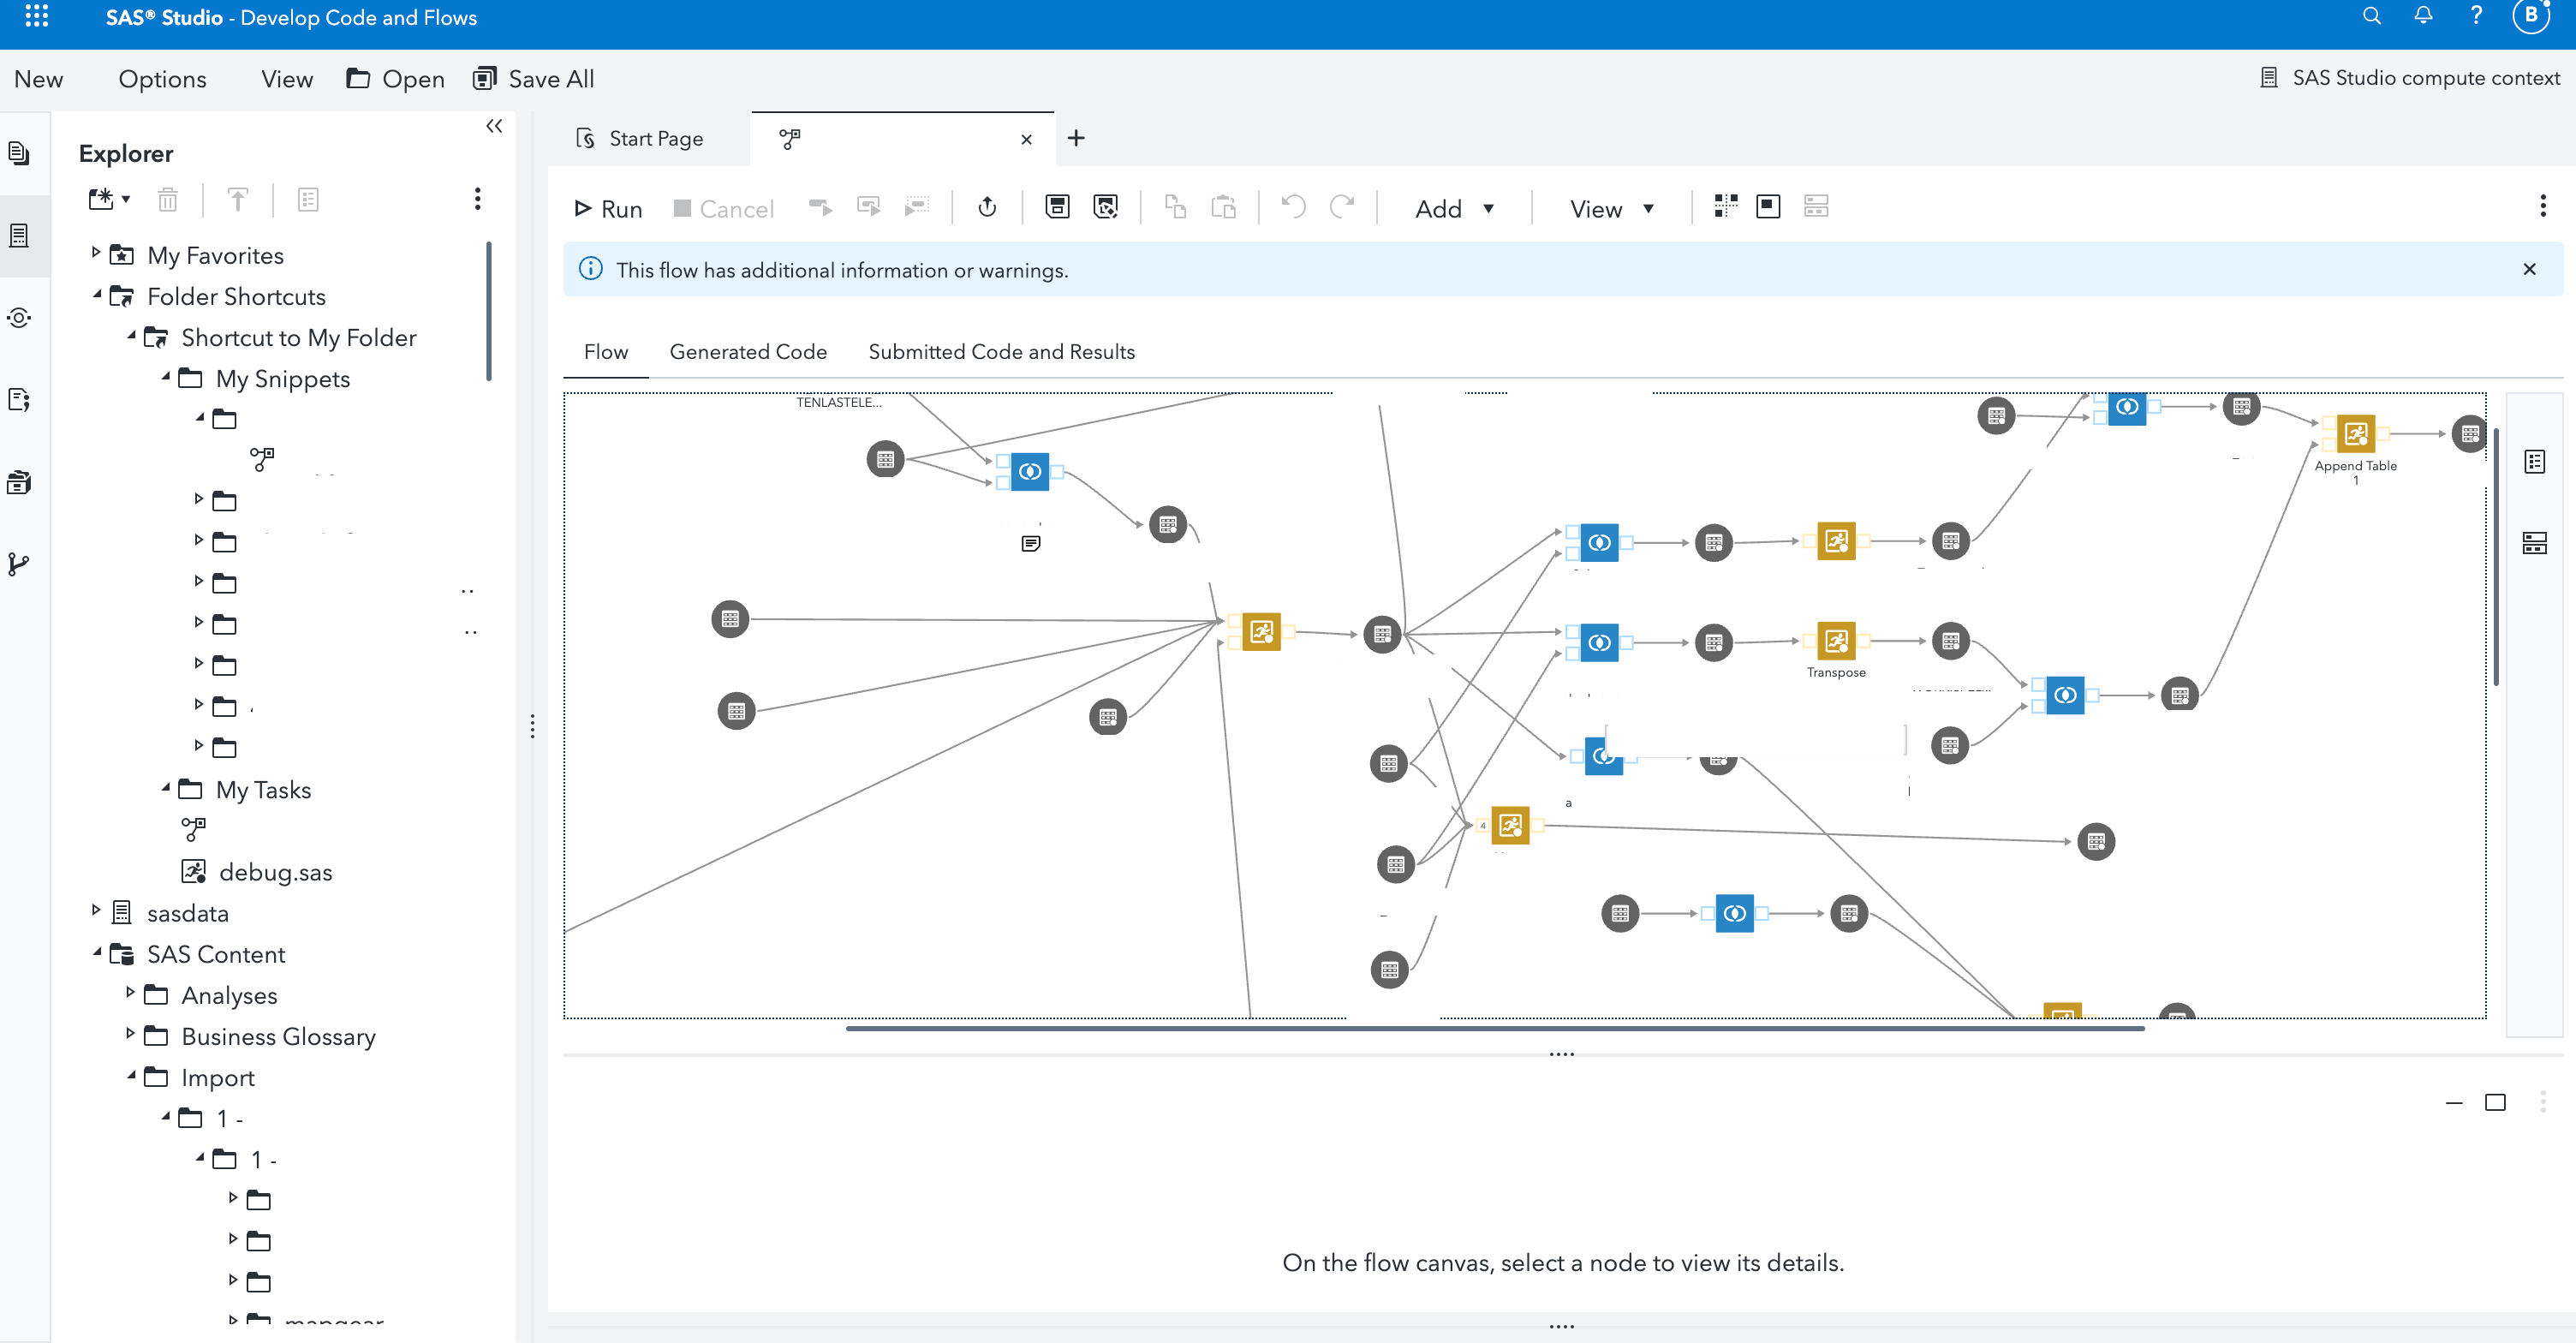 SAS® Studio - Develop Code and Flows
B
New Options View Open Save All
SAS Studio compute context
Start Page
Explorer
Run Cancel Add View
My Favorites
This flow has additional information or warnings.
Folder Shortcuts
Shortcut to My Folder
Flow Generated Code Submitted Code and Results
My Snippets
TENLASTELE...
Append Table
1
Transpose
a
4
My Tasks
debug.sas
sasdata
SAS Content
Analyses
Business Glossary
Import
1 -
1 -
On the flow canvas, select a node to view its details.